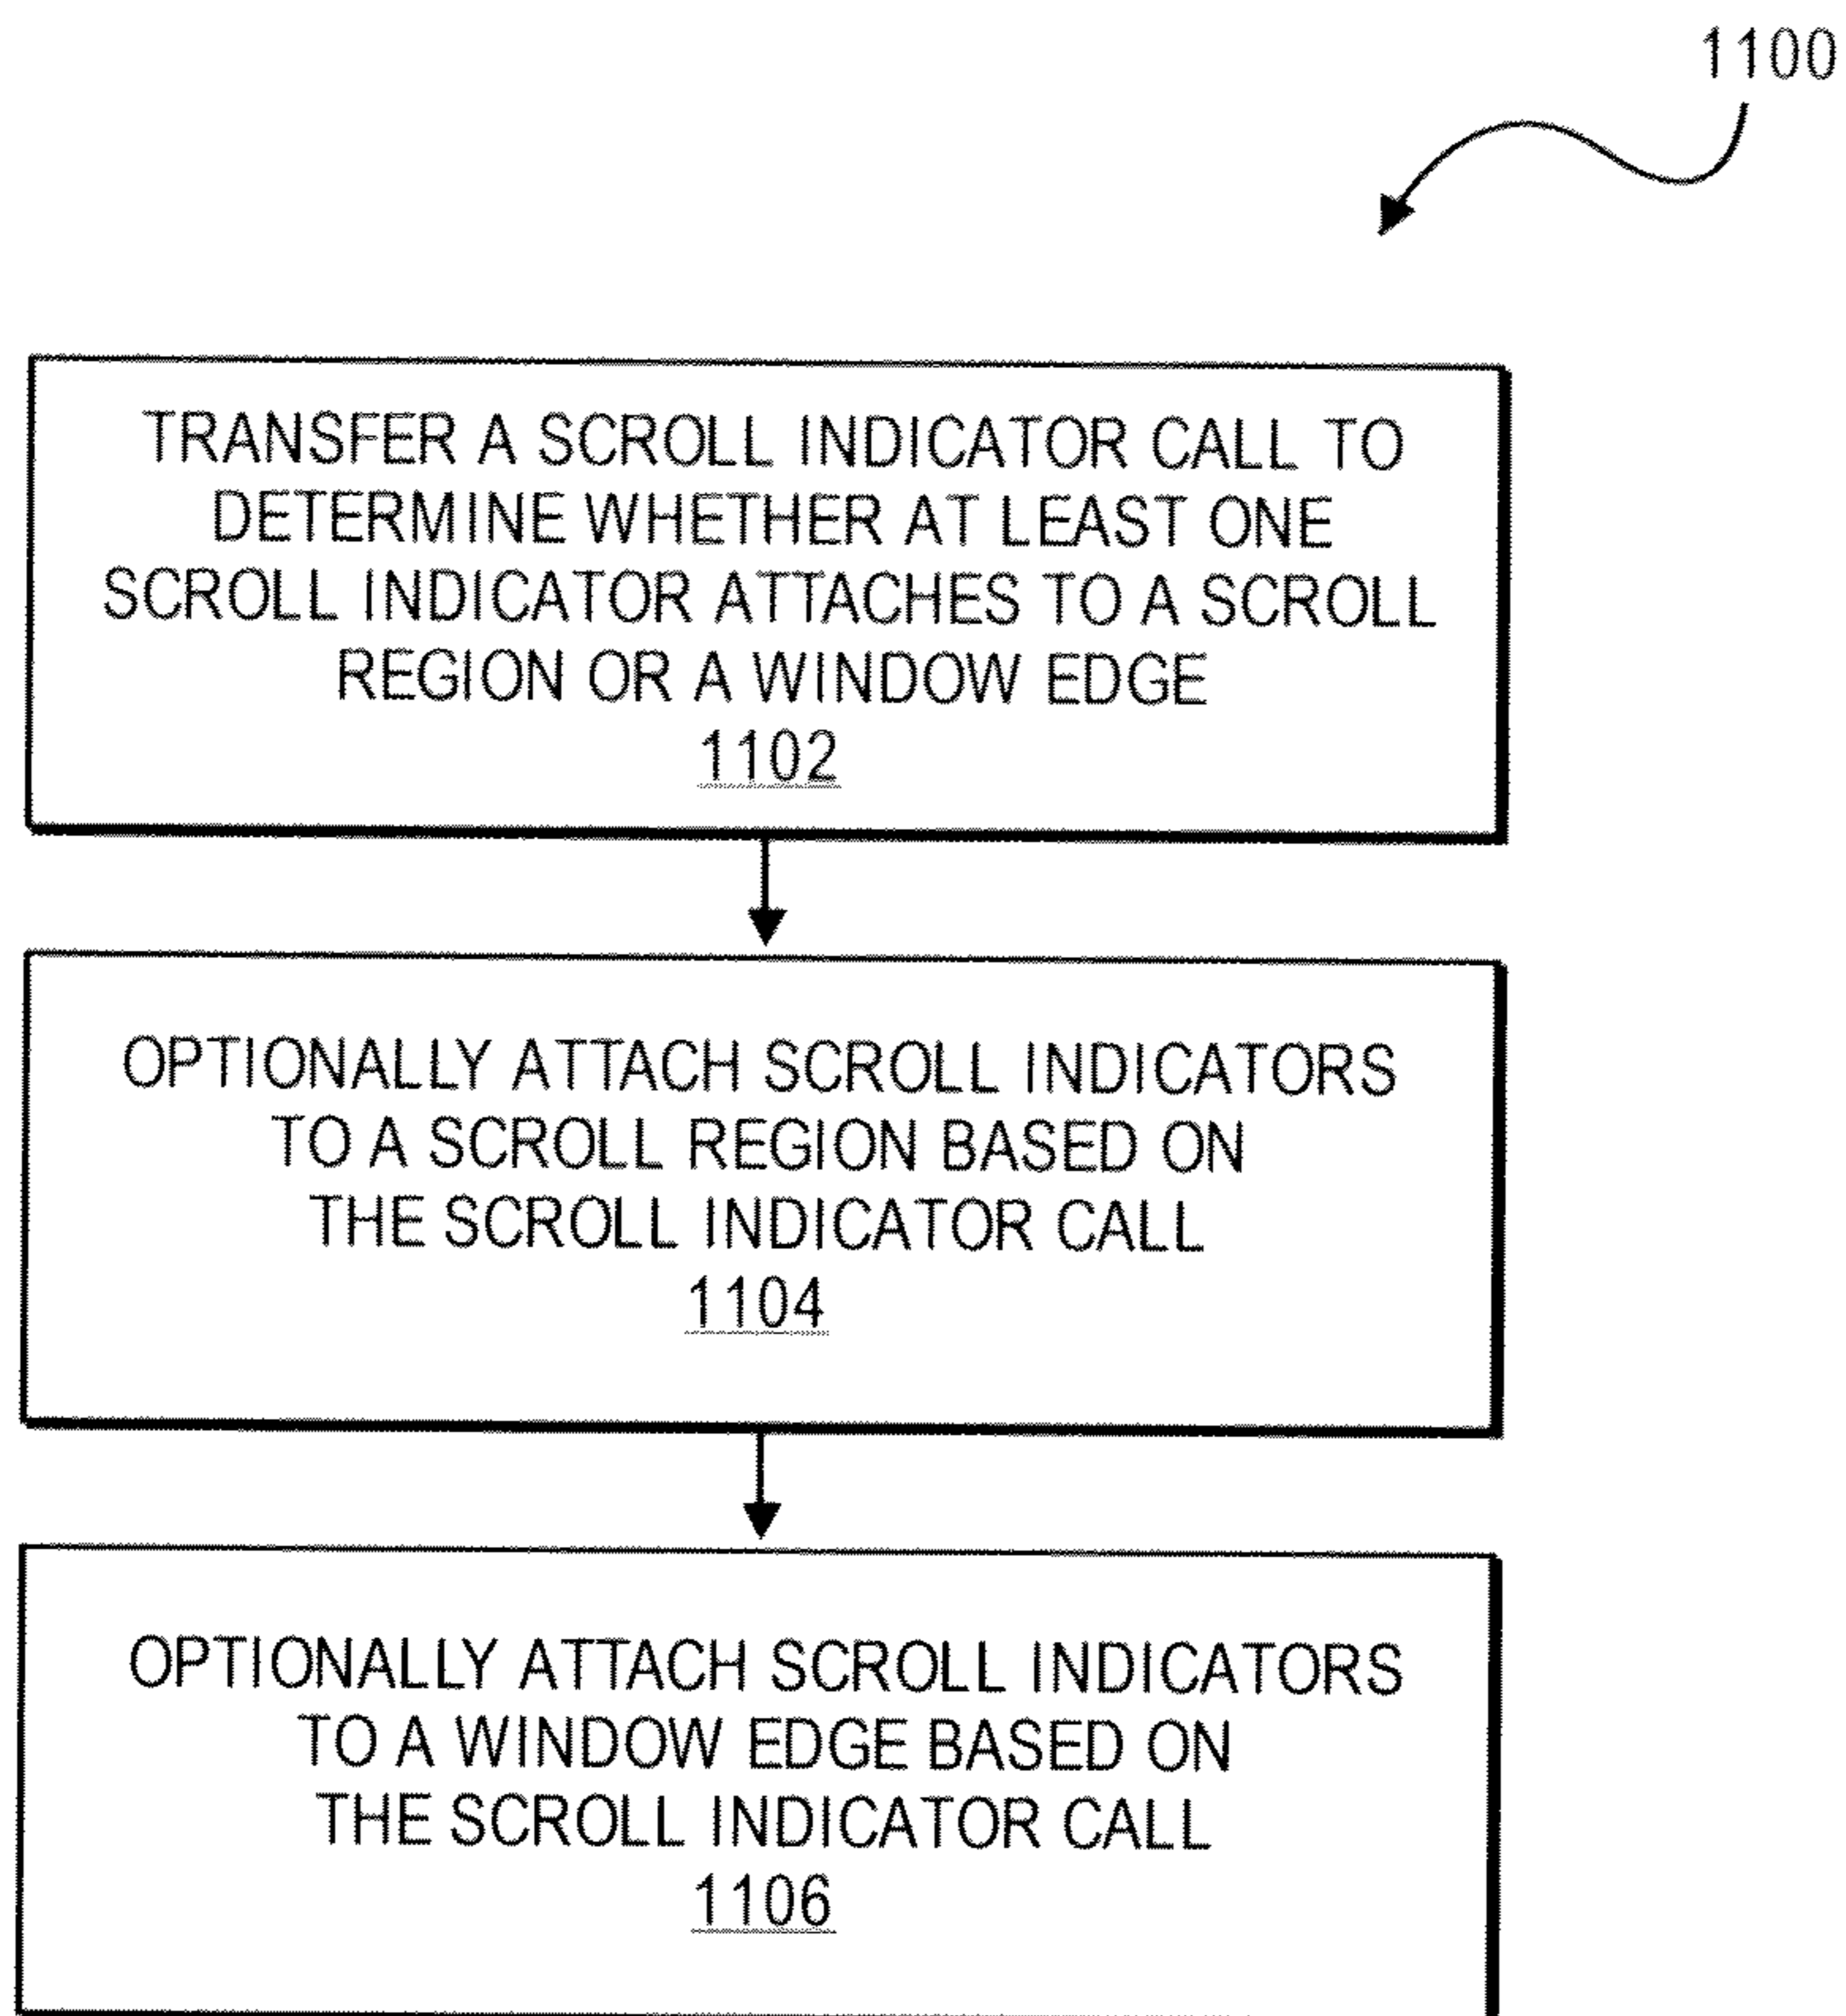 1100
TRANSFER A SCROLL INDICATOR CALL TO
DETERMINE WHETHER AT LEAST ONE
SCROLL INDICATOR ATTACHES TO A SCROLL
REGION OR A WINDOW EDGE
1102
OPTIONALLY ATTACH SCROLL INDICATORS
TO A SCROLL REGION BASED ON
THE SCROLL INDICATOR CALL
1104
OPTIONALLY ATTACH SCROLL INDICATORS
TO A WINDOW EDGE BASED ON
THE SCROLL INDICATOR CALL
1106